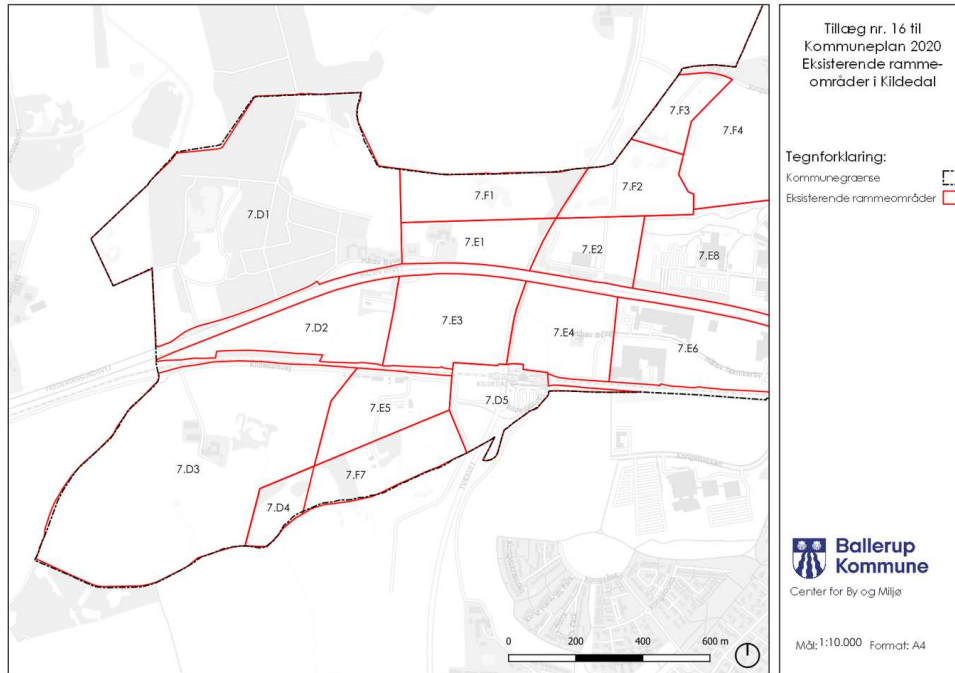 Tillæg nr. 16 til
Kommuneplan 2020
Eksisterende ramme-
områder i Kildedal
Tegnforklaring:
Kommunegrænse
Eksisterende rammeområder
7.F3
7.F4
7.F2
7.F1
7.D1
7.E1
7.E2
7.E8
7.D2
7.E3
7.E4
7.E6
7.D5
7.E5
7.D3
7.F7
7.D4
FREDERIKSSUNDSVEJ
Kildedalsvej
TVÆRVEJ
0 200 400 600 m
Ballerup
Kommune
Center for By og Miljø
Mål: 1:10.000 Format: A4